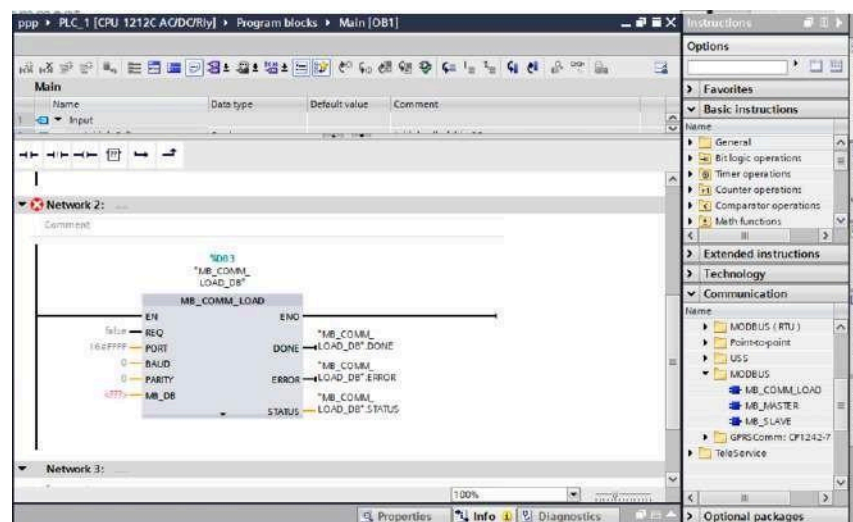 ppp ▸ PLC_1 [CPU 1212C AC/DC/Rly] ▸ Program blocks ▸ Main [OB1]
Instructions
Options
Main
Name Data type Default value Comment
1 Input
Favorites
Basic instructions
Name
General
Bit logic operations
Timer operations
Counter operations
Comparator operations
Math functions
Extended instructions
Technology
Communication
Name
MODBUS (RTU)
Point-to-point
USS
MODBUS
MB_COMM_LOAD
MB_MASTER
MB_SLAVE
GPRSComm: CP1242-7
TeleService
Optional packages
Network 2: .....
Comment
%DB3
"MB_COMM_
LOAD_DB"
MB_COMM_LOAD
EN ENO
false REQ
16#FFFF PORT
0 BAUD
0 PARITY
<???> MB_DB
DONE "MB_COMM_
LOAD_DB".DONE
ERROR "MB_COMM_
LOAD_DB".ERROR
STATUS "MB_COMM_
LOAD_DB".STATUS
Network 3: .....
100%
Properties Info Diagnostics